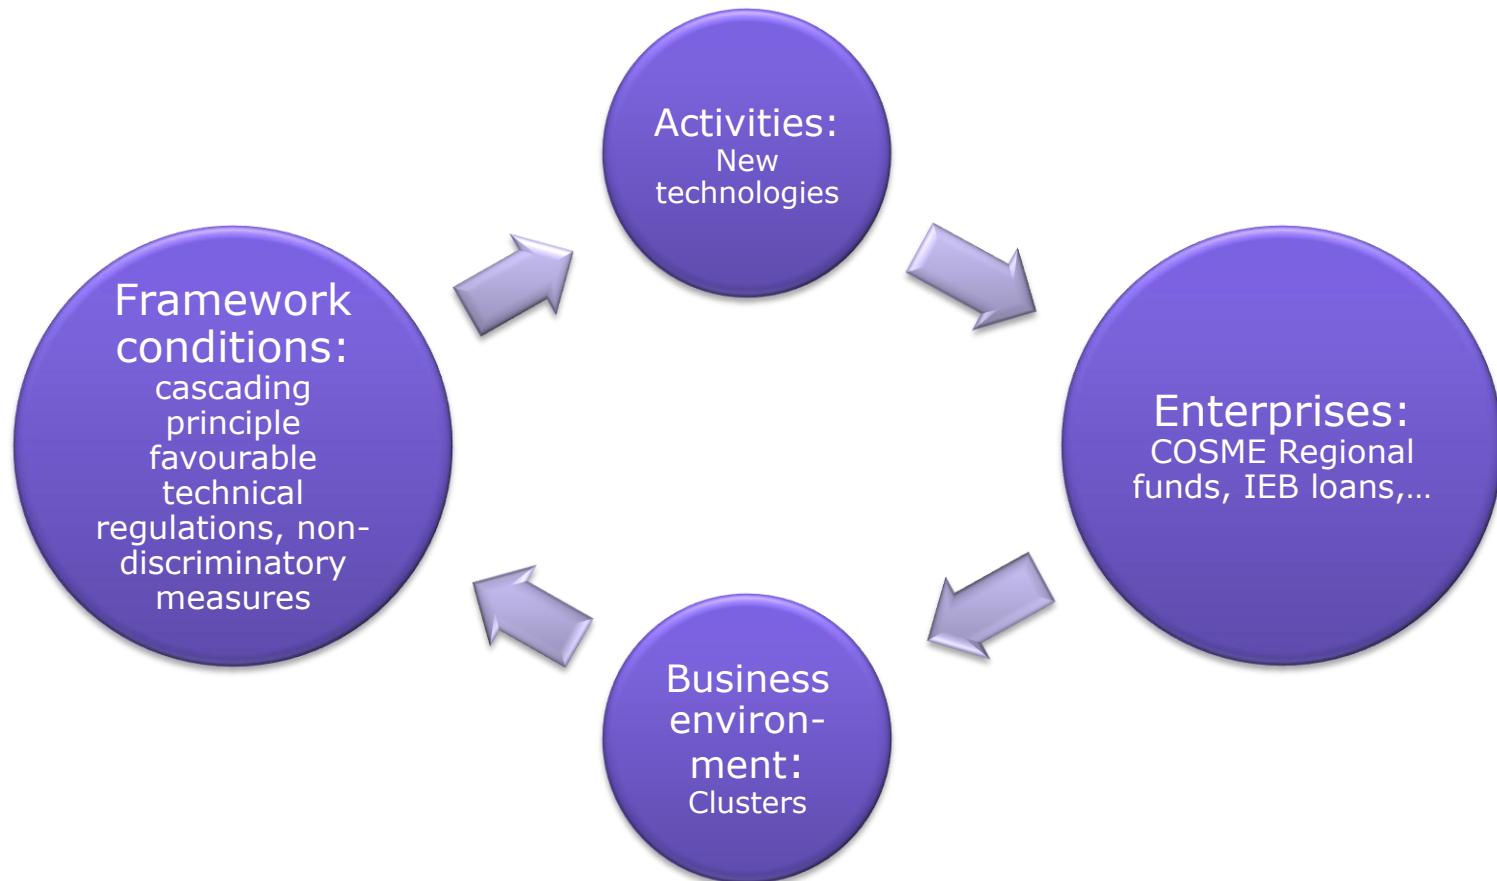 Activities:
New
technologies
Framework
conditions:
cascading
principle
favourable
technical
regulations, non-
discriminatory
measures
Enterprises:
COSME Regional
funds, IEB loans,...
Business
environ-
ment:
Clusters